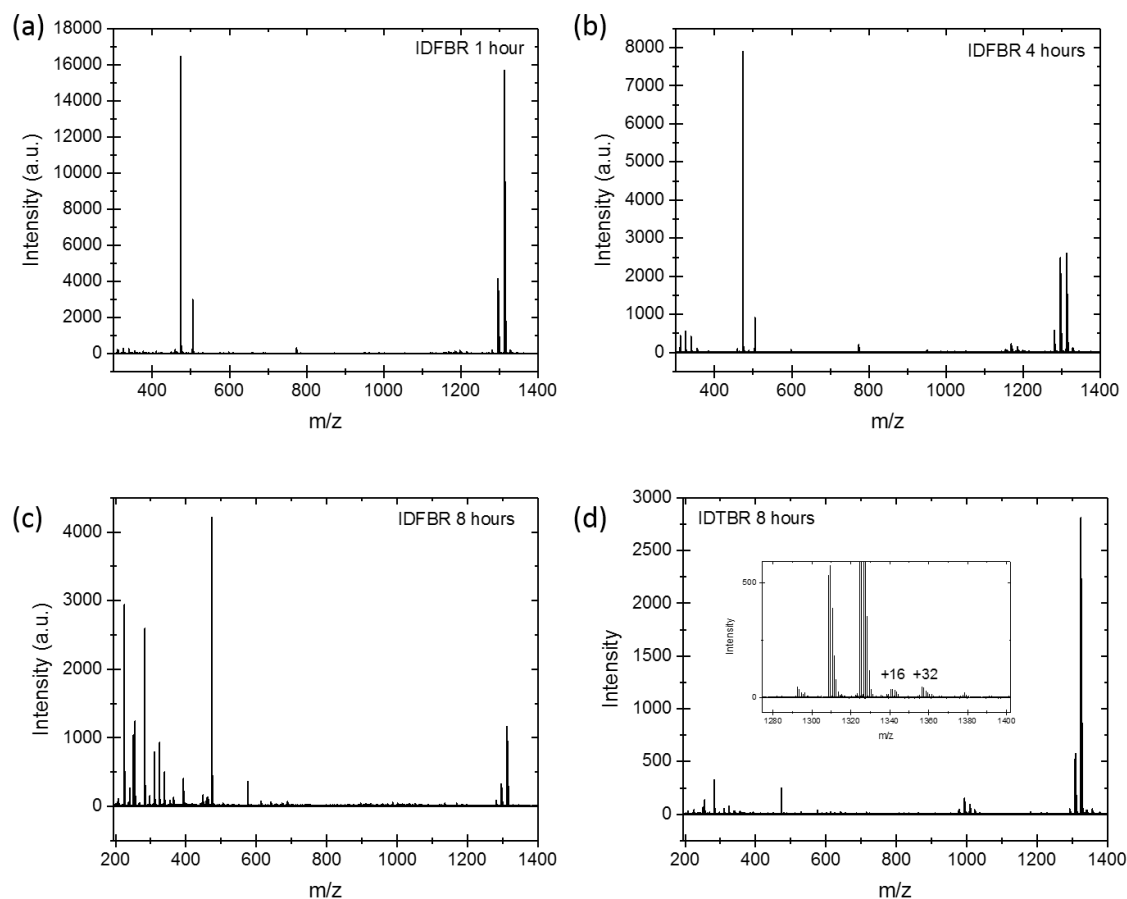 (a)
IDFBR 1 hour
Intensity (a.u.)
18000
16000
14000
12000
10000
8000
6000
4000
2000
0
400 600 800 1000 1200 1400
m/z
(b)
IDFBR 4 hours
Intensity (a.u.)
8000
7000
6000
5000
4000
3000
2000
1000
0
400 600 800 1000 1200 1400
m/z
(c)
IDFBR 8 hours
Intensity (a.u.)
4000
3000
2000
1000
0
200 400 600 800 1000 1200 1400
m/z
(d)
IDTBR 8 hours
Intensity
3000
2500
2000
1500
1000
500
0
Intensity
500
0
+16 +32
1280 1300 1320 1340 1360 1380 1400
m/z
200 400 600 800 1000 1200 1400
m/z